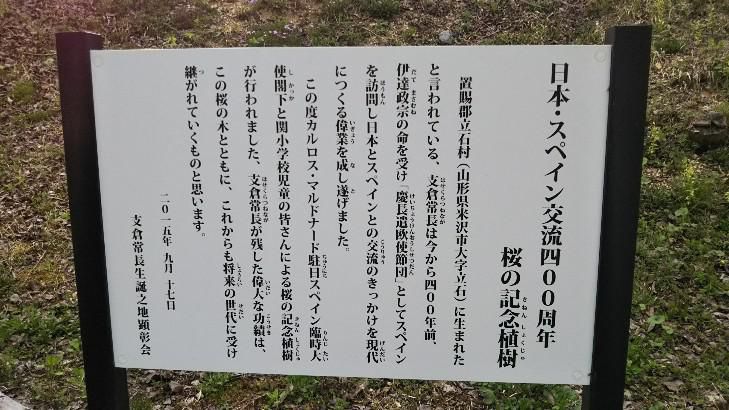 日本・スペイン交流四00周年
桜の記念植樹
置賜郡立石村（山形県米沢市大字立石）に生まれた
と言われている、支倉常長は今から四00年前、
伊達政宗の命を受け「慶長遣欧使節団」としてスペイン
を訪問し日本とスペインとの交流のきっかけを現代
につくる偉業を成し遂げました。
この度カルロス・マルドナード駐日スペイン臨時大
使閣下と関小学校児童の皆さんによる桜の記念植樹
が行われました、支倉常長が残した偉大な功績は、
この桜の木とともに、これからも将来の世代に受け
継がれていくものと思います。
二〇一五年 九月 十七日
支倉常長生誕之地顕彰会